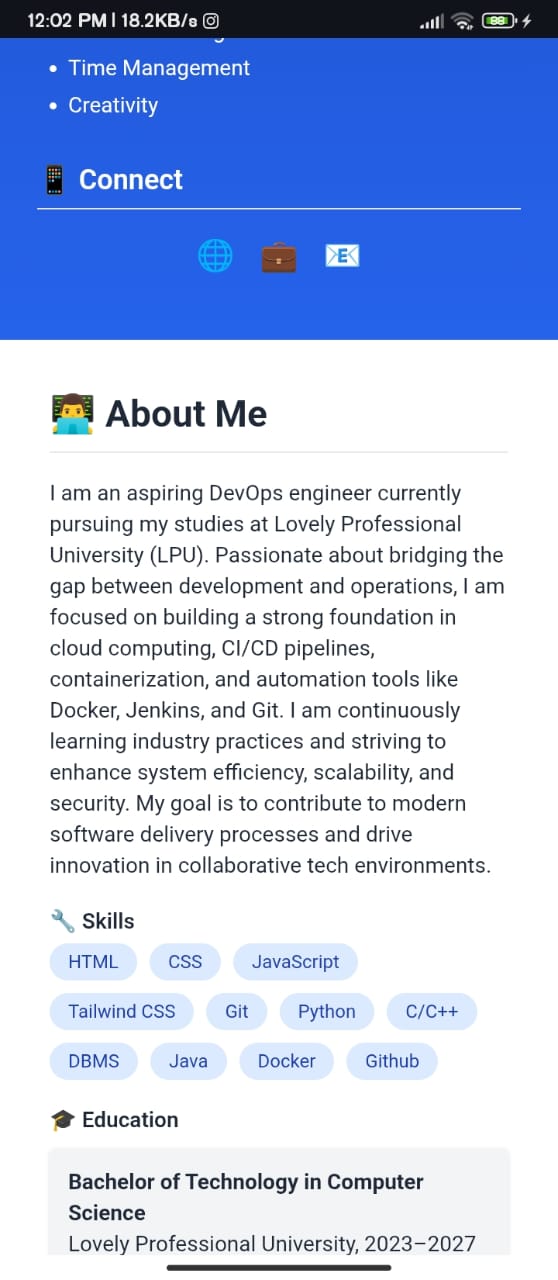 12:02 PM | 18.2KB/s
88
Time Management
Creativity
Connect
About Me
I am an aspiring DevOps engineer currently
pursuing my studies at Lovely Professional
University (LPU). Passionate about bridging the
gap between development and operations, I am
focused on building a strong foundation in
cloud computing, CI/CD pipelines,
containerization, and automation tools like
Docker, Jenkins, and Git. I am continuously
learning industry practices and striving to
enhance system efficiency, scalability, and
security. My goal is to contribute to modern
software delivery processes and drive
innovation in collaborative tech environments.
Skills
HTML CSS JavaScript
Tailwind CSS Git Python C/C++
DBMS Java Docker Github
Education
Bachelor of Technology in Computer
Science
Lovely Professional University, 2023–2027